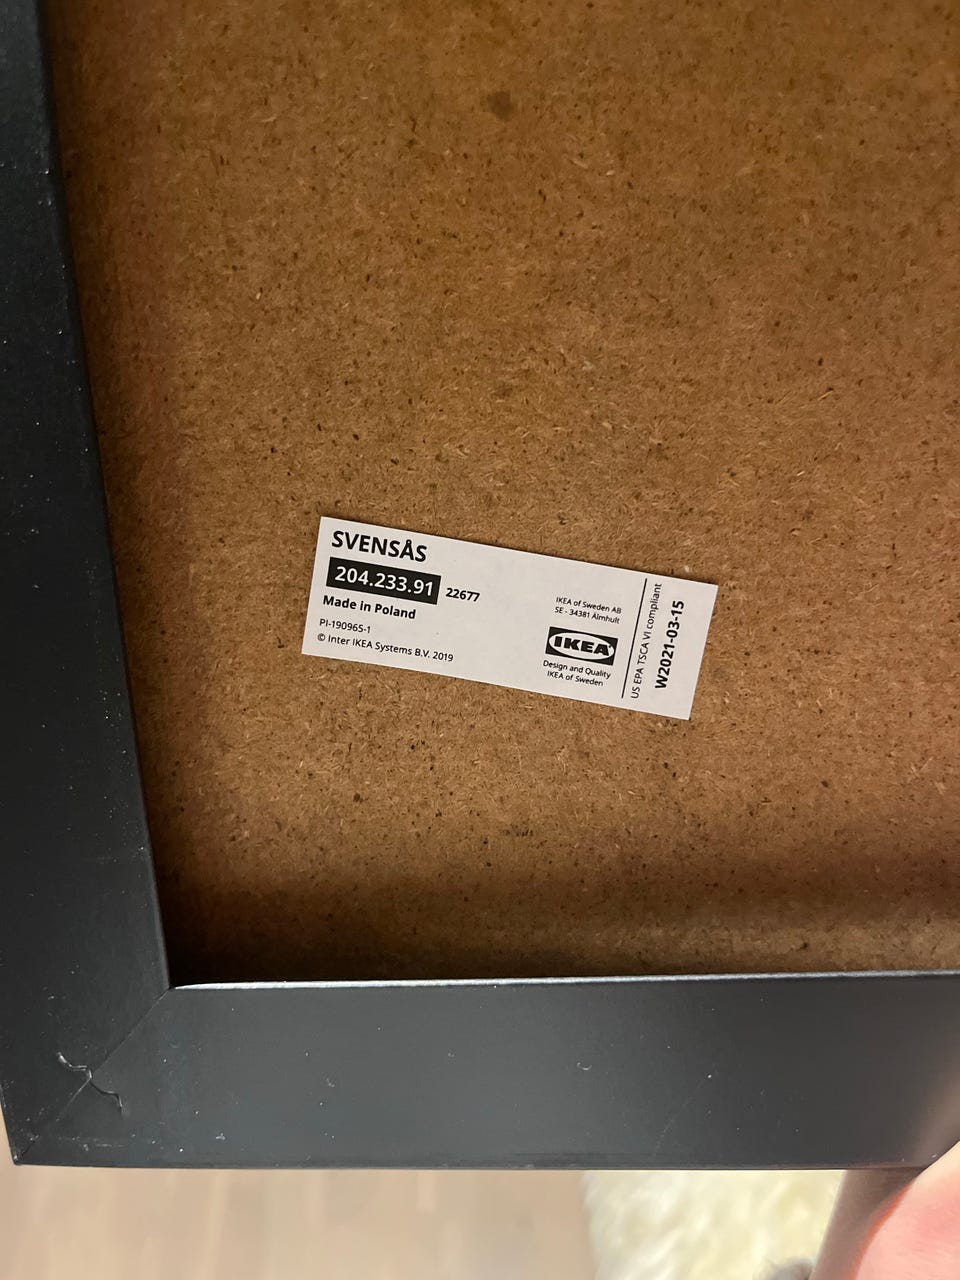 SVENSÅS
204.233.91 22677
Made in Poland
PI-190965-1
© Inter IKEA Systems B.V. 2019
IKEA of Sweden AB
SE - 34381 Älmhult
IKEA
Design and Quality
IKEA of Sweden
US EPA TSCA VI compliant
W2021-03-15